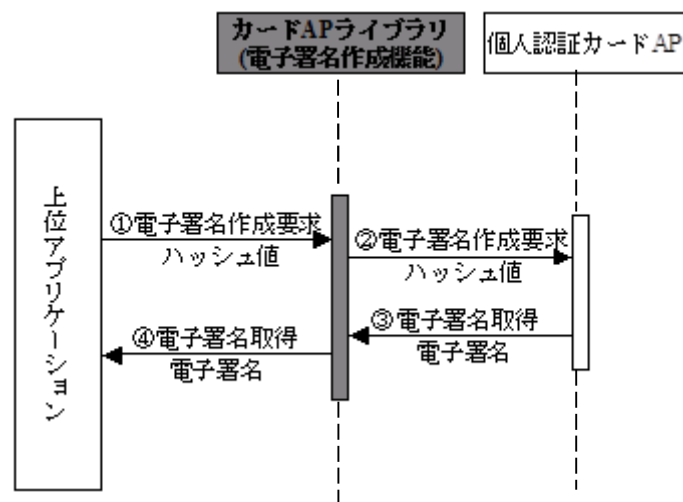 カードAPライブラリ
(電子署名作成機能)
個人認証カードAP
上位アプリケーション
①電子署名作成要求
ハッシュ値
②電子署名作成要求
ハッシュ値
③電子署名取得
電子署名
④電子署名取得
電子署名